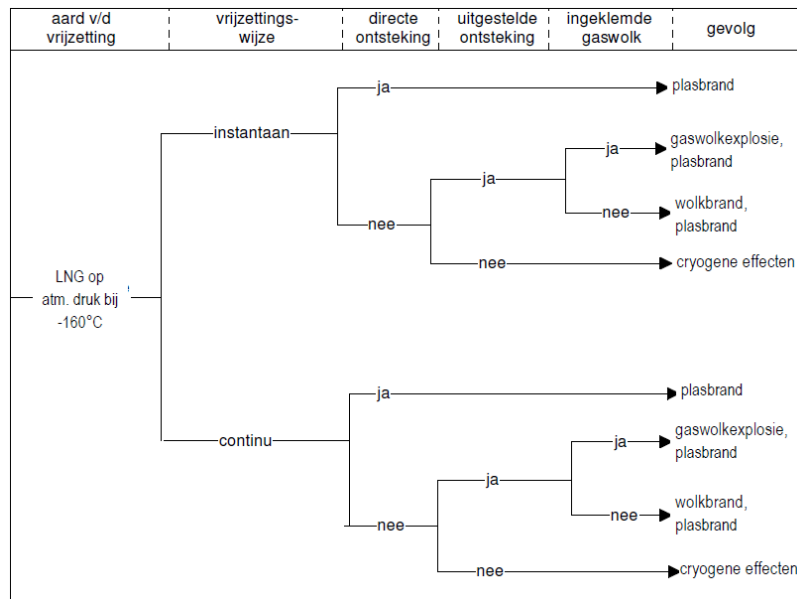 aard v/d
vrijzetting
vrijzettings-
wijze
directe
ontsteking
uitgestelde
ontsteking
ingeklemde
gaswolk
gevolg
ja
plasbrand
instantaan
gaswolkexplosie,
ja
plasbrand
ja
wolkbrand,
nee
plasbrand
nee
nee
cryogene effecten
LNG op
atm. druk bij
-160°C
ja
plasbrand
continu
gaswolkexplosie,
ja
plasbrand
ja
wolkbrand,
nee
plasbrand
nee
nee
cryogene effecten